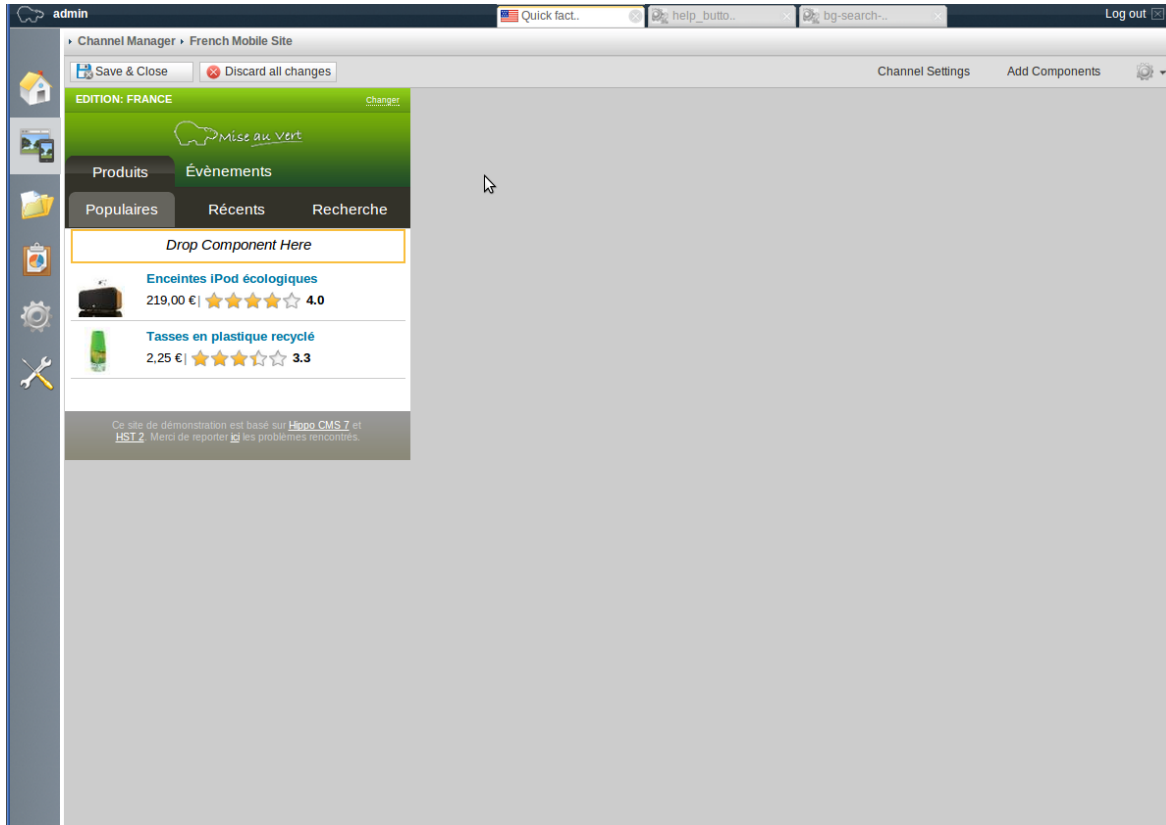 admin
Quick fact..
help_butto..
bg-search-..
Log out
Channel Manager
French Mobile Site
Save & Close
Discard all changes
Channel Settings
Add Components
EDITION: FRANCE
Changer
Mise au vert
Produits
Évènements
Populaires
Récents
Recherche
Drop Component Here
Enceintes iPod écologiques
219,00 €|
4.0
Tasses en plastique recyclé
2,25 €|
3.3
Ce site de démonstration est basé sur Hippo CMS 7 et
HST 2. Merci de reporter ici les problèmes rencontrés.